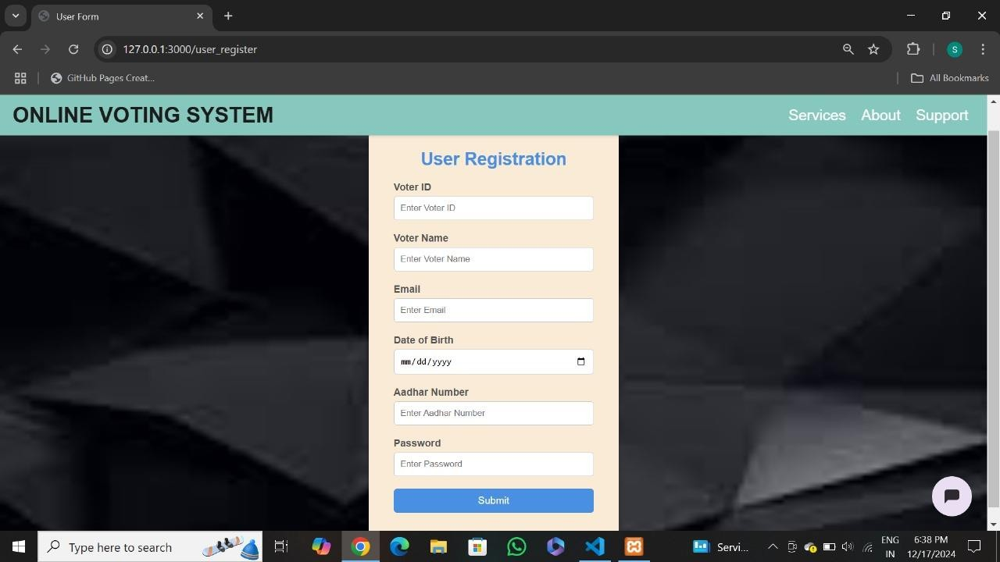 User Form
127.0.0.1:3000/user_register
S
GitHub Pages Creat...
All Bookmarks
ONLINE VOTING SYSTEM
Services About Support
User Registration
Voter ID
Enter Voter ID
Voter Name
Enter Voter Name
Email
Enter Email
Date of Birth
mm/dd/yyyy
Aadhar Number
Enter Aadhar Number
Password
Enter Password
Submit
Type here to search
Servi...
ENG
IN
6:38 PM
12/17/2024